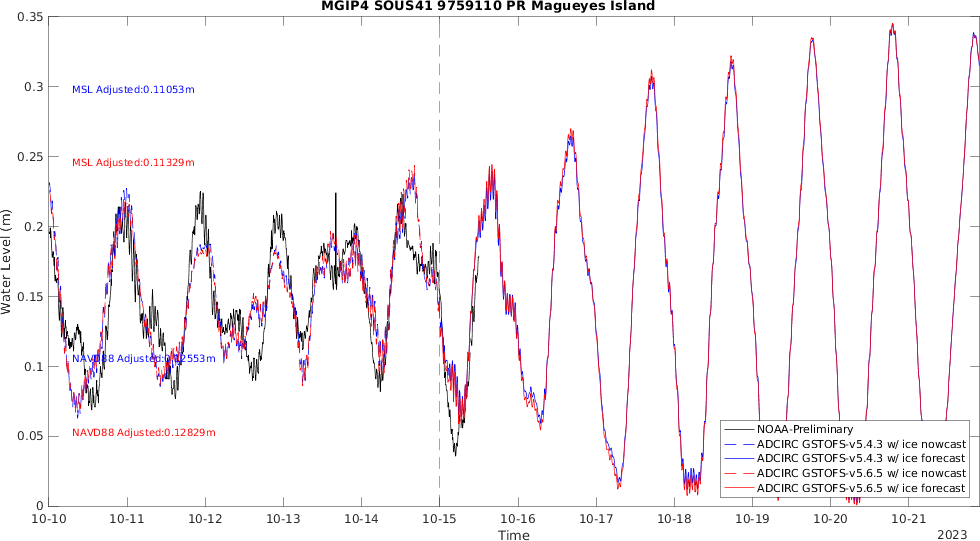 MGIP4 SOUS41 9759110 PR Magueyes Island
Water Level (m)
0.35
0.3
0.25
0.2
0.15
0.1
0.05
0
MSL Adjusted:0.11053m
MSL Adjusted:0.11329m
NAVD88 Adjusted:0.12553m
NAVD88 Adjusted:0.12829m
NOAA-Preliminary
ADCIRC GSTOFS-v5.4.3 w/ ice nowcast
ADCIRC GSTOFS-v5.4.3 w/ ice forecast
ADCIRC GSTOFS-v5.6.5 w/ ice nowcast
ADCIRC GSTOFS-v5.6.5 w/ ice forecast
10-10 10-11 10-12 10-13 10-14 10-15 10-16 10-17 10-18 10-19 10-20 10-21
Time
2023